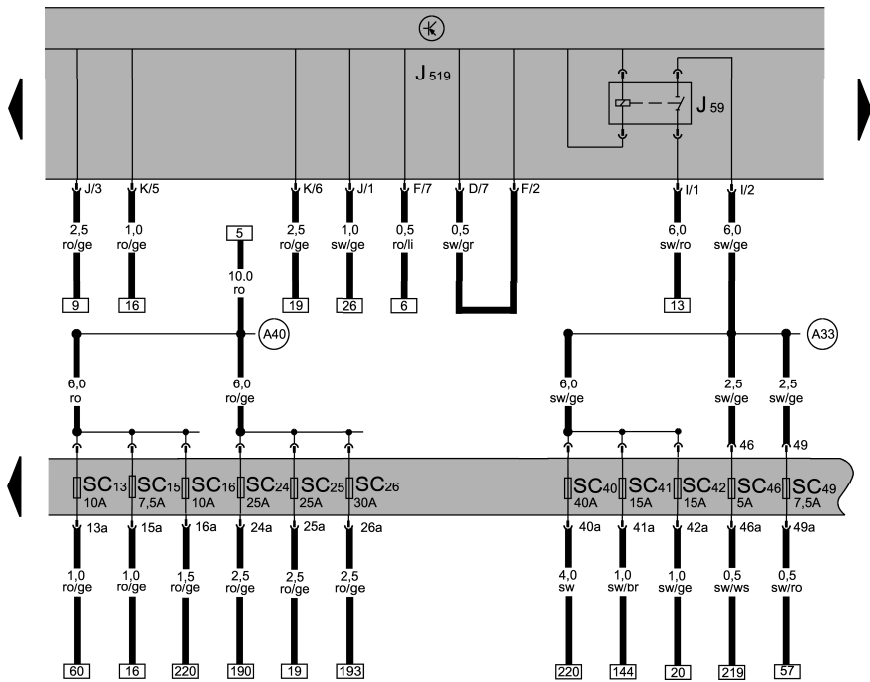 J 519
J 59
J/3
K/5
K/6
J/1
F/7
D/7
F/2
I/1
I/2
2,5
ro/ge
1,0
ro/ge
2,5
ro/ge
1,0
sw/ge
0,5
ro/li
0,5
sw/gr
6,0
sw/ro
6,0
sw/ge
5
10.0
ro
9
16
19
26
6
13
A40
A33
6,0
ro
6,0
ro/ge
6,0
sw/ge
2,5
sw/ge
2,5
sw/ge
46
49
SC13
10A
SC15
7,5A
SC16
10A
SC24
25A
SC25
25A
SC26
30A
SC40
40A
SC41
15A
SC42
15A
SC46
5A
SC49
7,5A
13a
15a
16a
24a
25a
26a
40a
41a
42a
46a
49a
1,0
ro/ge
1,0
ro/ge
1,5
ro/ge
2,5
ro/ge
2,5
ro/ge
2,5
ro/ge
4,0
sw
1,0
sw/br
1,0
sw/ge
0,5
sw/ws
0,5
sw/ro
60
16
220
190
19
193
220
144
20
219
57